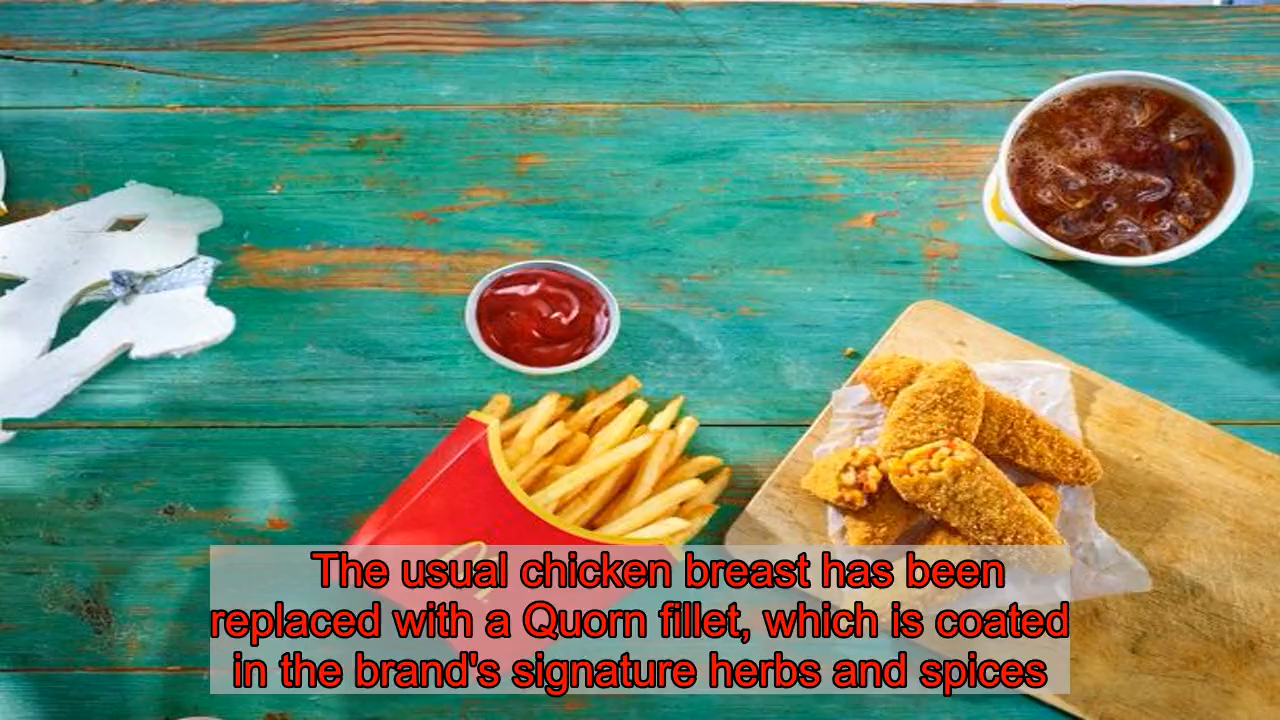 The usual chicken breast has been
replaced with a Quorn fillet, which is coated
in the brand's signature herbs and spices